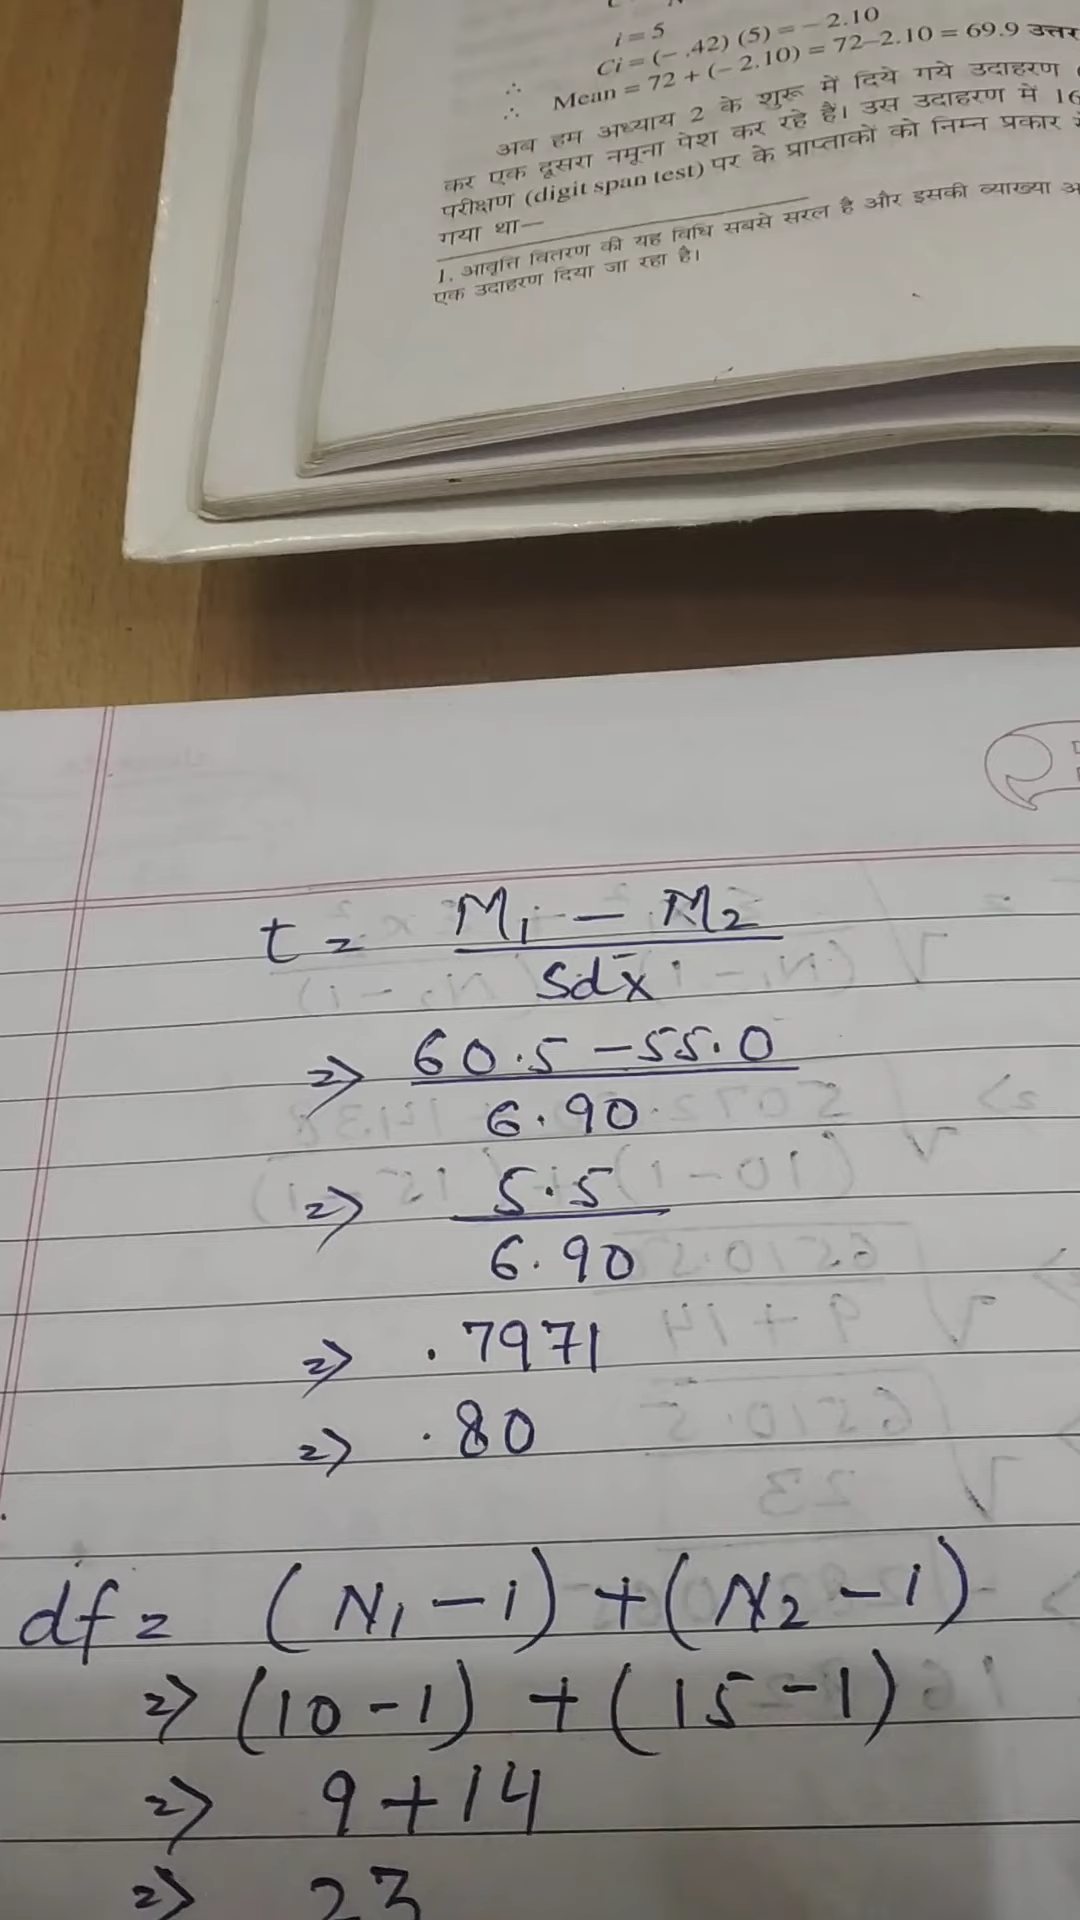 i = 5
∴ Ci = (– .42) (5) = – 2.10
∴ Mean = 72 + (– 2.10) = 72–2.10 = 69.9 उत्तर
अब हम अध्याय 2 के शुरू में दिये गये उदाहरण
कर एक दूसरा नमूना पेश कर रहे हैं। उस उदाहरण में 16
परीक्षण (digit span test) पर के प्राप्तांकों को निम्न प्रकार
गया था—
1. आवृत्ति वितरण की यह विधि सबसे सरल है और इसकी व्याख्या
एक उदाहरण दिया जा रहा है।
t = M₁ – M₂
Sdx̄
⇒ 60.5 – 55.0
6.90
⇒ 5.5
6.90
⇒ .7971
⇒ .80
df = (N₁ – 1) + (N₂ – 1)
⇒ (10 – 1) + (15 – 1)
⇒ 9 + 14
⇒ 23